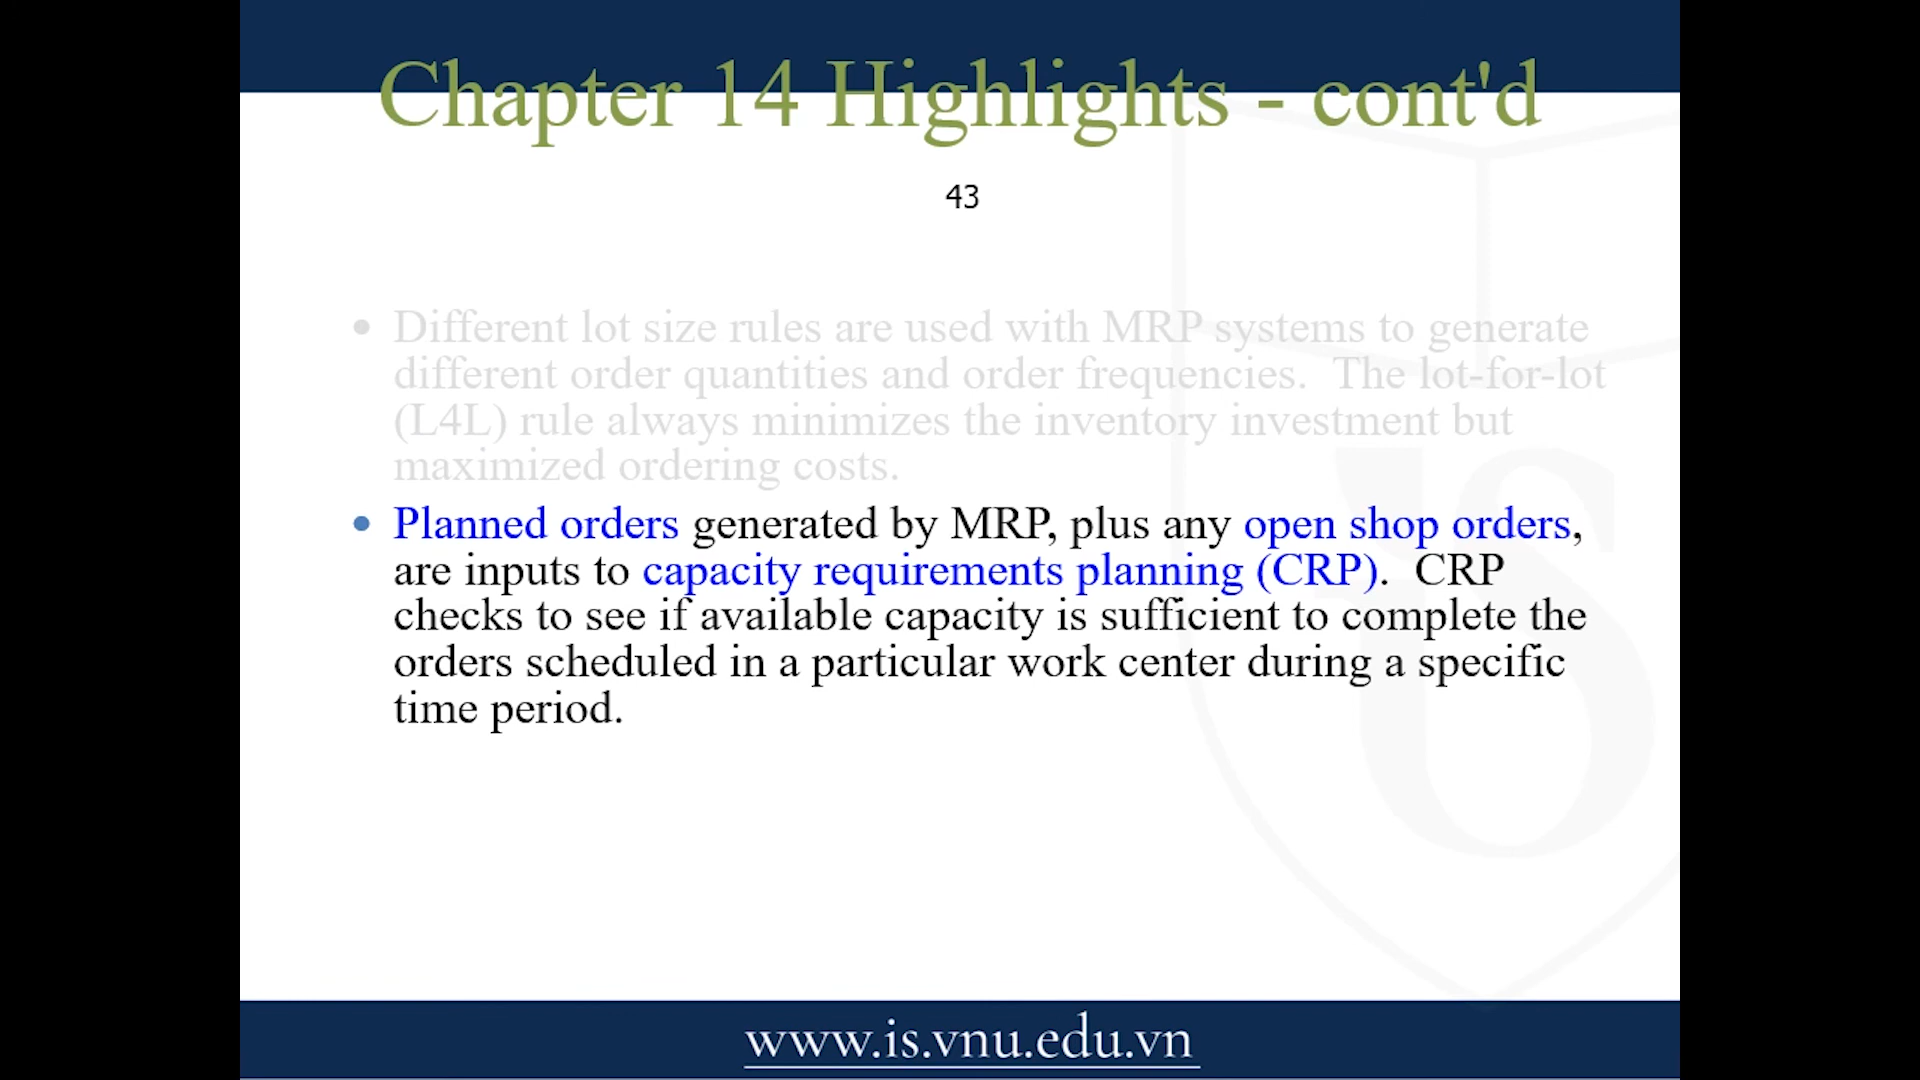 Chapter 14 Highlights - cont'd
43
• Different lot size rules are used with MRP systems to generate
different order quantities and order frequencies.  The lot-for-lot
(L4L) rule always minimizes the inventory investment but
maximized ordering costs.
• Planned orders generated by MRP, plus any open shop orders,
are inputs to capacity requirements planning (CRP).  CRP
checks to see if available capacity is sufficient to complete the
orders scheduled in a particular work center during a specific
time period.
www.is.vnu.edu.vn